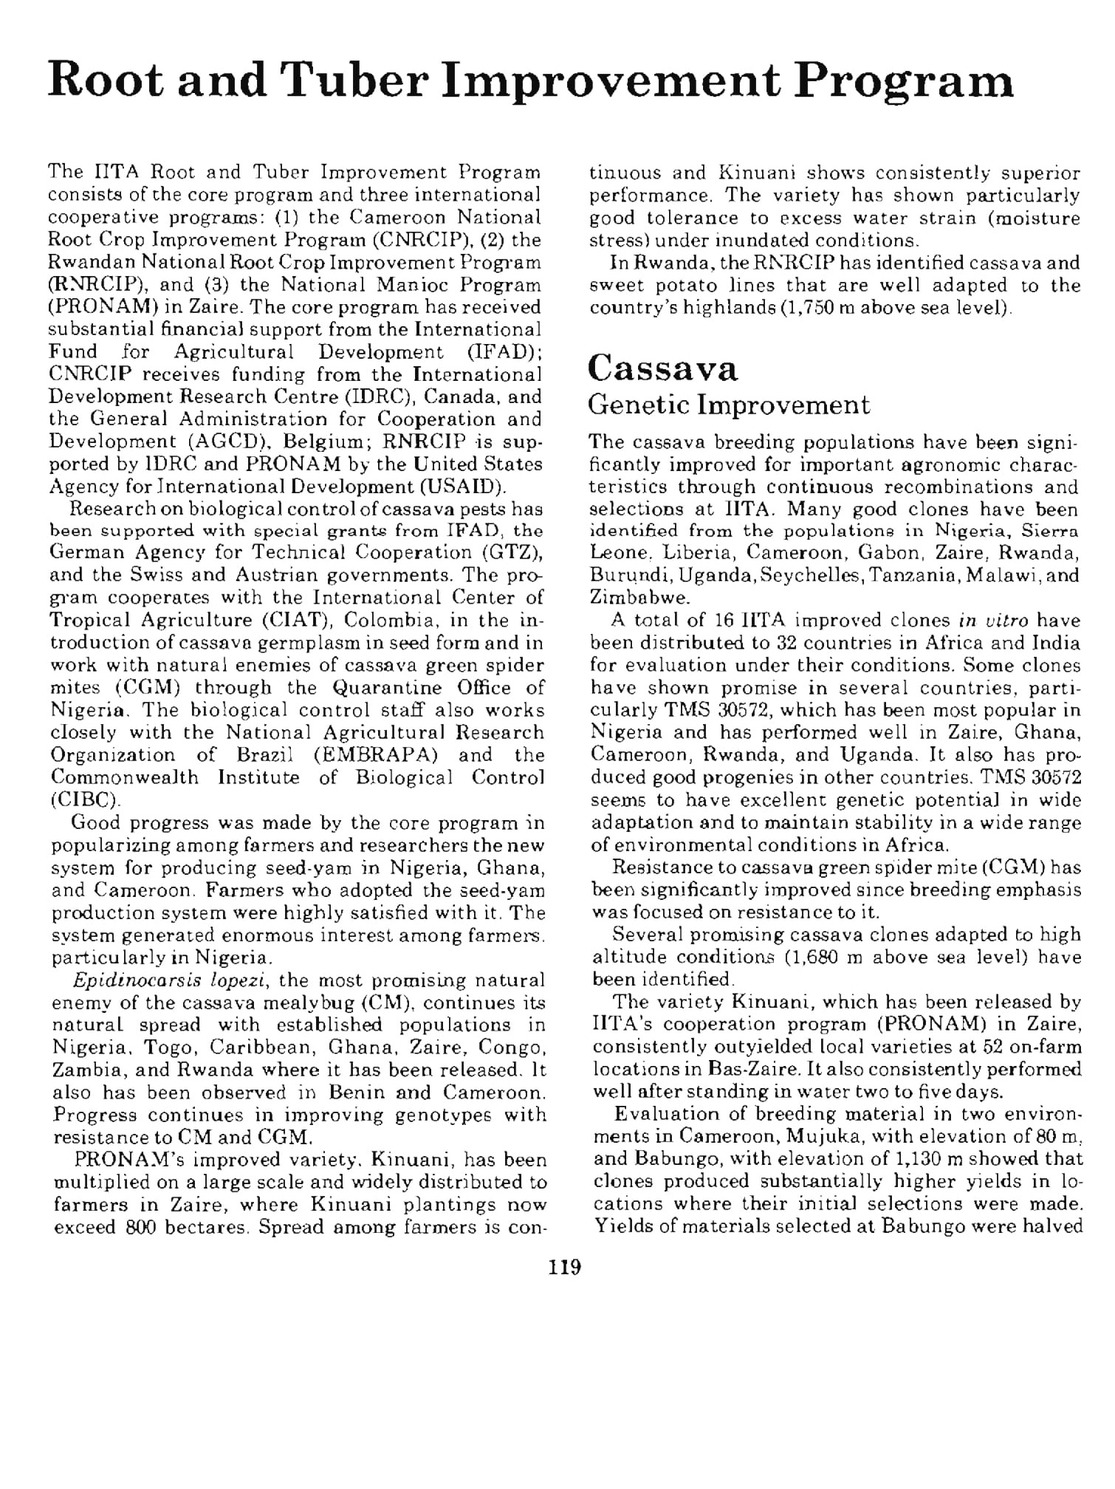 Root and Tuber Improvement Program
The IITA Root and Tuber Improvement Program
consists of the core program and three international
cooperative programs: (1) the Cameroon National
Root Crop Improvement Program (CNRCIP), (2) the
Rwandan National Root Crop Improvement Program
(RNRCIP), and (3) the National Manioc Program
(PRONAM) in Zaire. The core program has received
substantial financial support from the International
Fund for Agricultural Development (IFAD);
CNRCIP receives funding from the International
Development Research Centre (IDRC), Canada, and
the General Administration for Cooperation and
Development (AGCD), Belgium; RNRCIP is sup-
ported by IDRC and PRONAM by the United States
Agency for International Development (USAID).
Research on biological control of cassava pests has
been supported with special grants from IFAD, the
German Agency for Technical Cooperation (GTZ),
and the Swiss and Austrian governments. The pro-
gram cooperates with the International Center of
Tropical Agriculture (CIAT), Colombia, in the in-
troduction of cassava germplasm in seed form and in
work with natural enemies of cassava green spider
mites (CGM) through the Quarantine Office of
Nigeria. The biological control staff also works
closely with the National Agricultural Research
Organization of Brazil (EMBRAPA) and the
Commonwealth Institute of Biological Control
(CIBC).
Good progress was made by the core program in
popularizing among farmers and researchers the new
system for producing seed-yam in Nigeria, Ghana,
and Cameroon. Farmers who adopted the seed-yam
production system were highly satisfied with it. The
system generated enormous interest among farmers,
particularly in Nigeria.
Epidinocarsis lopezi, the most promising natural
enemy of the cassava mealybug (CM), continues its
natural spread with established populations in
Nigeria, Togo, Caribbean, Ghana, Zaire, Congo,
Zambia, and Rwanda where it has been released. It
also has been observed in Benin and Cameroon.
Progress continues in improving genotypes with
resistance to CM and CGM.
PRONAM's improved variety, Kinuani, has been
multiplied on a large scale and widely distributed to
farmers in Zaire, where Kinuani plantings now
exceed 800 hectares. Spread among farmers is con-
tinuous and Kinuani shows consistently superior
performance. The variety has shown particularly
good tolerance to excess water strain (moisture
stress) under inundated conditions.
In Rwanda, the RNRCIP has identified cassava and
sweet potato lines that are well adapted to the
country's highlands (1,750 m above sea level).
Cassava
Genetic Improvement
The cassava breeding populations have been signi-
ficantly improved for important agronomic charac-
teristics through continuous recombinations and
selections at IITA. Many good clones have been
identified from the populations in Nigeria, Sierra
Leone, Liberia, Cameroon, Gabon, Zaire, Rwanda,
Burundi, Uganda, Seychelles, Tanzania, Malawi, and
Zimbabwe.
A total of 16 IITA improved clones in vitro have
been distributed to 32 countries in Africa and India
for evaluation under their conditions. Some clones
have shown promise in several countries, parti-
cularly TMS 30572, which has been most popular in
Nigeria and has performed well in Zaire, Ghana,
Cameroon, Rwanda, and Uganda. It also has pro-
duced good progenies in other countries. TMS 30572
seems to have excellent genetic potential in wide
adaptation and to maintain stability in a wide range
of environmental conditions in Africa.
Resistance to cassava green spider mite (CGM) has
been significantly improved since breeding emphasis
was focused on resistance to it.
Several promising cassava clones adapted to high
altitude conditions (1,680 m above sea level) have
been identified.
The variety Kinuani, which has been released by
IITA's cooperation program (PRONAM) in Zaire,
consistently outyielded local varieties at 52 on-farm
locations in Bas-Zaire. It also consistently performed
well after standing in water two to five days.
Evaluation of breeding material in two environ-
ments in Cameroon, Mujuka, with elevation of 80 m,
and Babungo, with elevation of 1,130 m showed that
clones produced substantially higher yields in lo-
cations where their initial selections were made.
Yields of materials selected at Babungo were halved
119